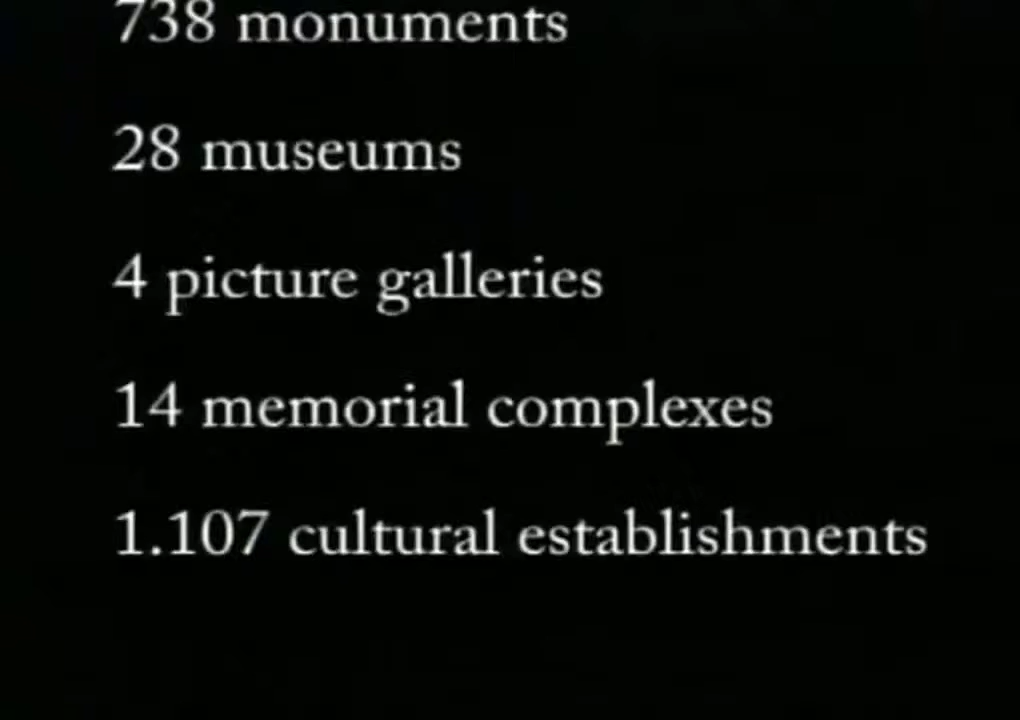 738 monuments
28 museums
4 picture galleries
14 memorial complexes
1.107 cultural establishments